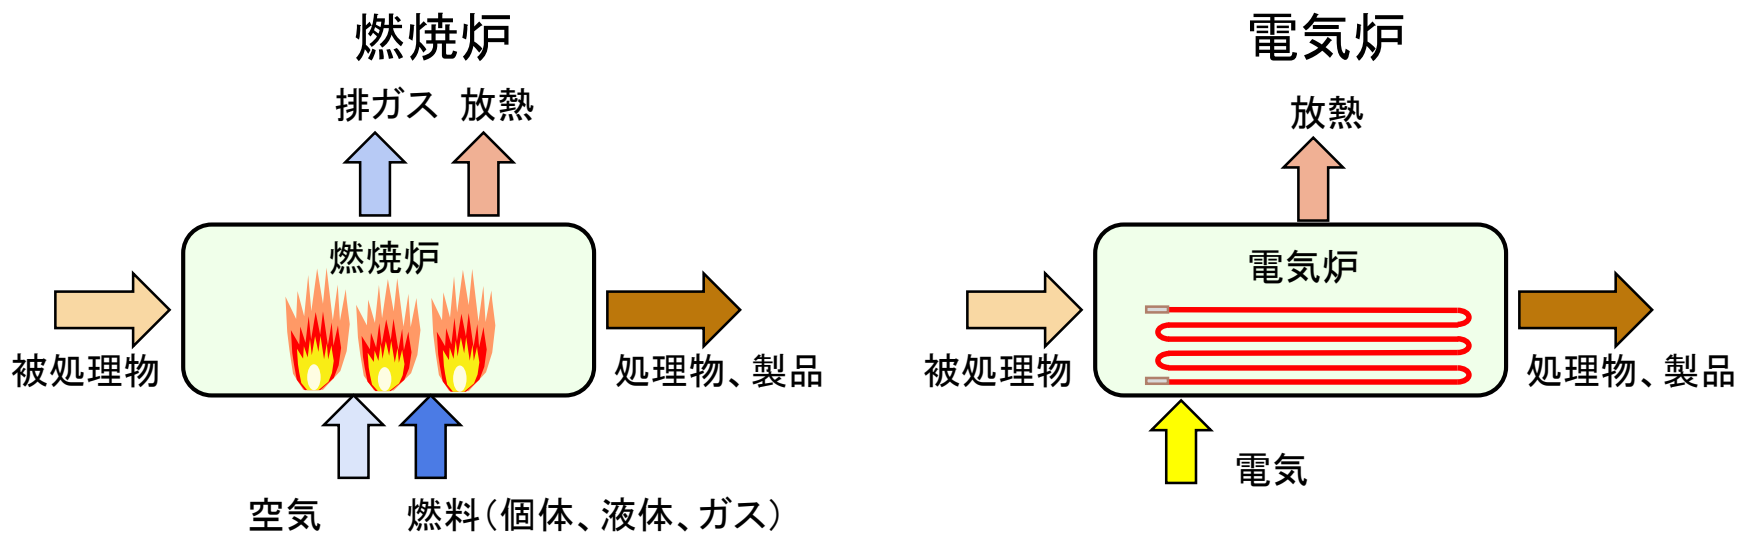 燃焼炉
排ガス 放熱
燃焼炉
被処理物
処理物、製品
空気
燃料(個体、液体、ガス)
電気炉
放熱
電気炉
被処理物
処理物、製品
電気